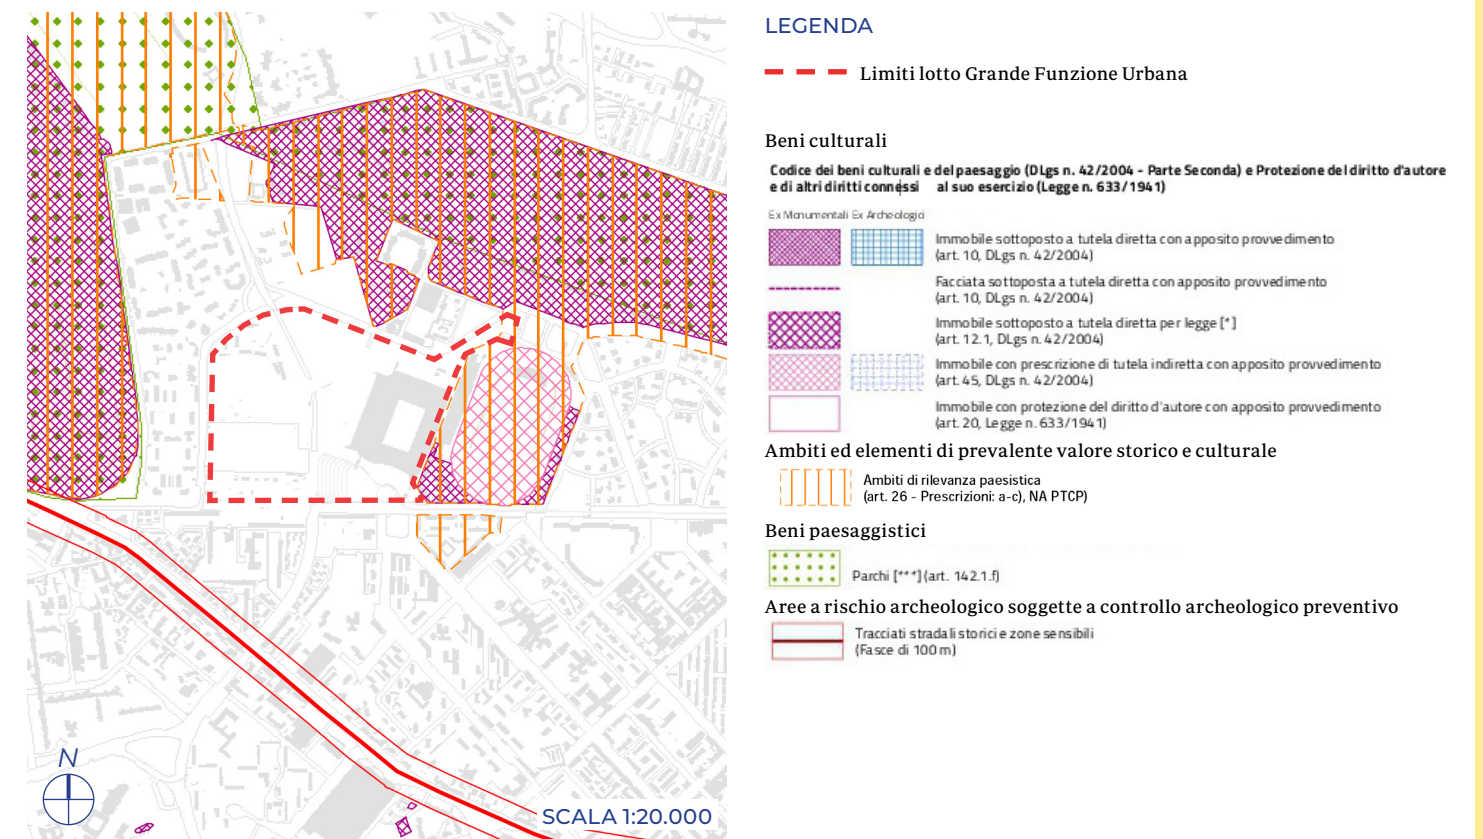 LEGENDA
Limiti lotto Grande Funzione Urbana
Beni culturali
Codice dei beni culturali e del paesaggio (DLgs n. 42/2004 - Parte Seconda) e Protezione del diritto d'autore
e di altri diritti connessi al suo esercizio (Legge n. 633/1941)
Ex Monumentali Ex Archeologici
Immobile sottoposto a tutela diretta con apposito provvedimento
(art. 10, DLgs n. 42/2004)
Facciata sottoposta a tutela diretta con apposito provvedimento
(art. 10, DLgs n. 42/2004)
Immobile sottoposto a tutela diretta per legge [*]
(art. 12.1, DLgs n. 42/2004)
Immobile con prescrizione di tutela indiretta con apposito provvedimento
(art. 45, DLgs n. 42/2004)
Immobile con protezione del diritto d'autore con apposito provvedimento
(art. 20, Legge n. 633/1941)
Ambiti ed elementi di prevalente valore storico e culturale
Ambiti di rilevanza paesistica
(art. 26 - Prescrizioni: a-c), NA PTCP)
Beni paesaggistici
Parchi [***] (art. 142.1.f)
Aree a rischio archeologico soggette a controllo archeologico preventivo
Tracciati stradali storici e zone sensibili
(Fasce di 100 m)
N
SCALA 1:20.000